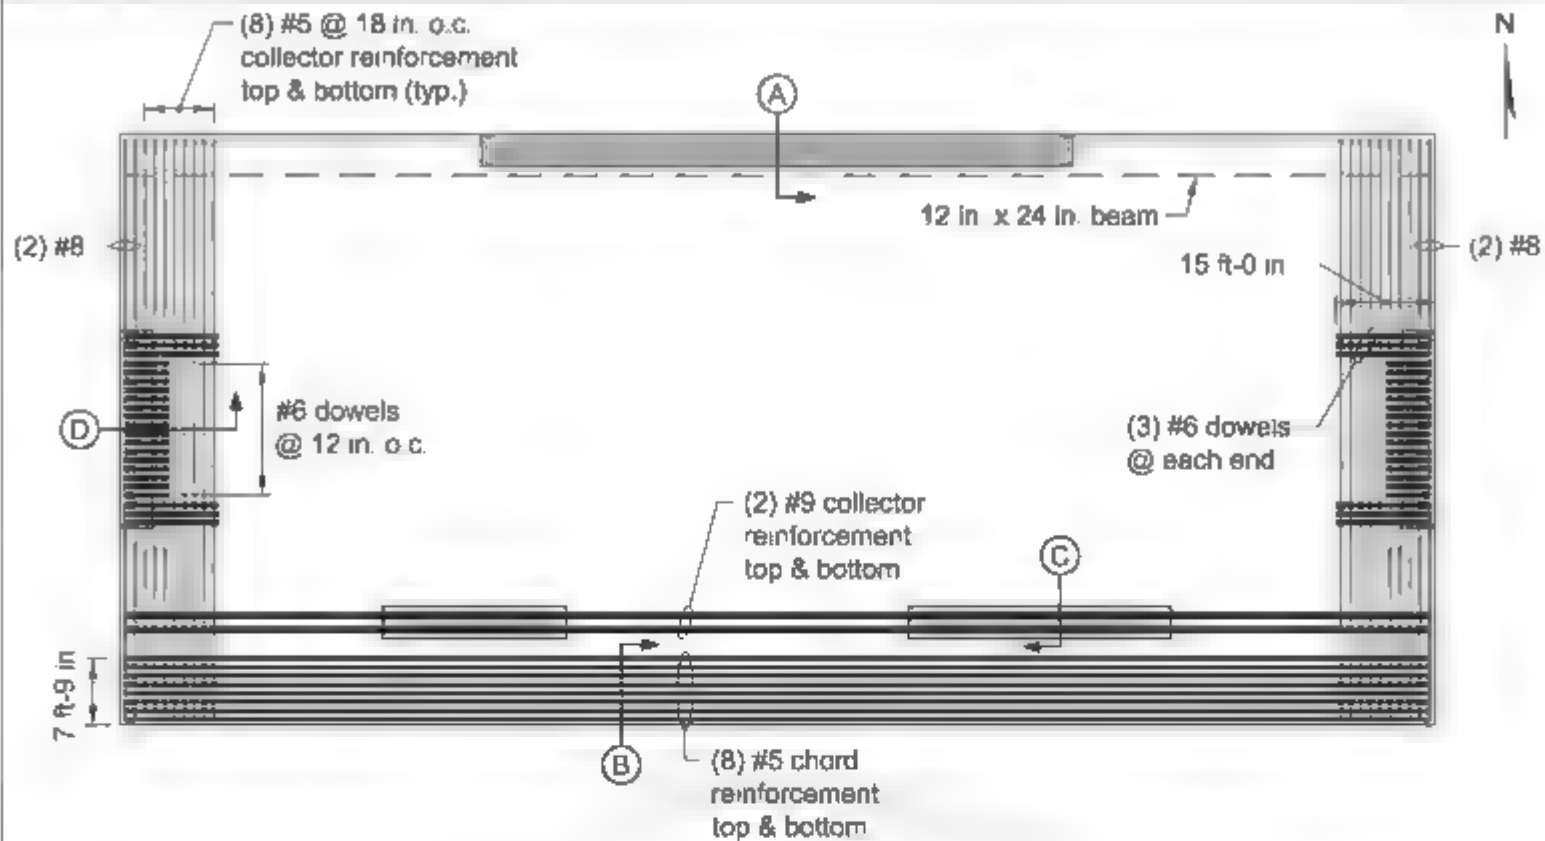 (8) #5 @ 18 in. o.c.
collector reinforcement
top & bottom (typ.)
N
A
12 in. x 24 in. beam
(2) #8
(2) #8
15 ft-0 in
#6 dowels
@ 12 in. o.c.
D
(3) #6 dowels
@ each end
(2) #9 collector
reinforcement
top & bottom
C
7 ft-9 in
B
(8) #5 chord
reinforcement
top & bottom